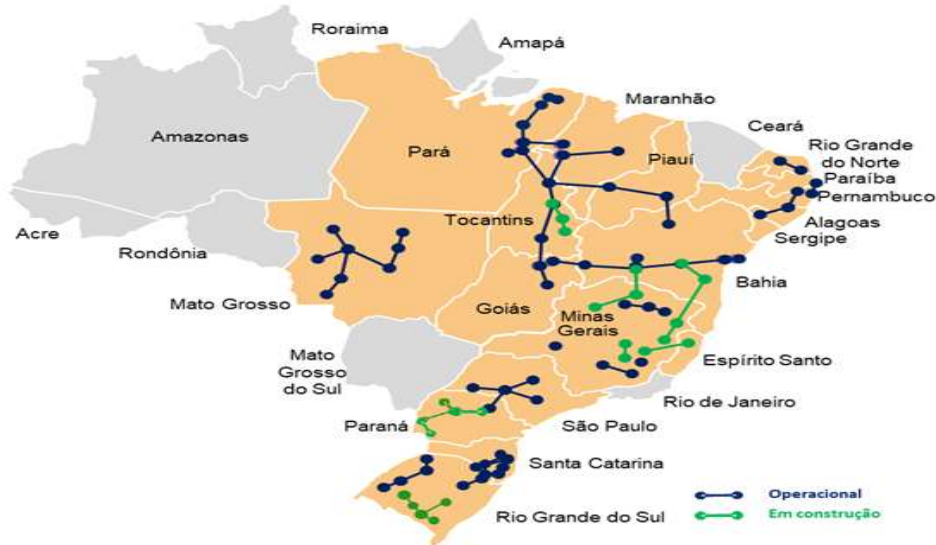 Roraima
Amapá
Maranhão
Ceará
Amazonas
Pará
Piauí
Rio Grande
do Norte
Paraíba
Pernambuco
Tocantins
Alagoas
Acre
Sergipe
Rondônia
Bahia
Mato Grosso
Goiás
Minas
Gerais
Mato
Grosso
do Sul
Espírito Santo
Rio de Janeiro
Paraná
São Paulo
Santa Catarina
Rio Grande do Sul
Operacional
Em construção